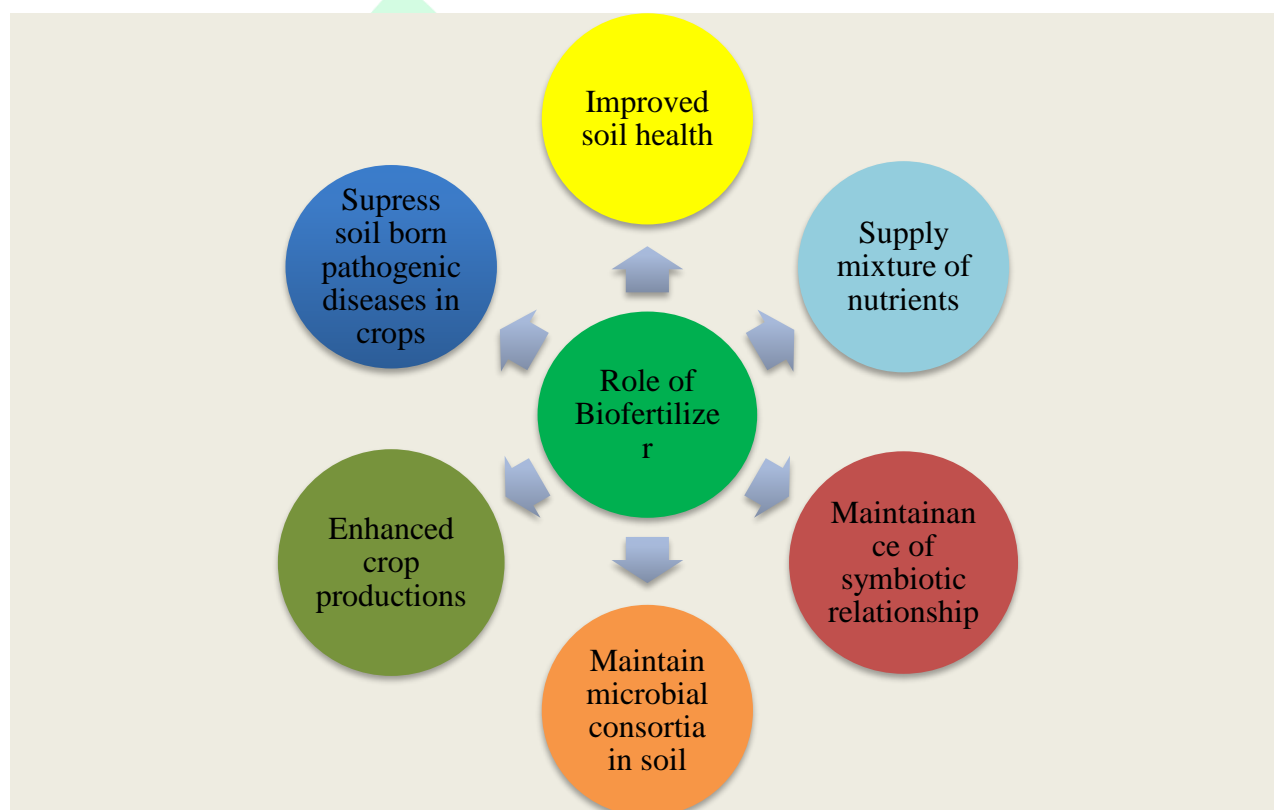 Improved
soil health
Supply
mixture of
nutrients
Maintainan
ce of
symbiotic
relationship
Maintain
microbial
consortia
in soil
Enhanced
crop
productions
Supress
soil born
pathogenic
diseases in
crops
Role of
Biofertilize
r